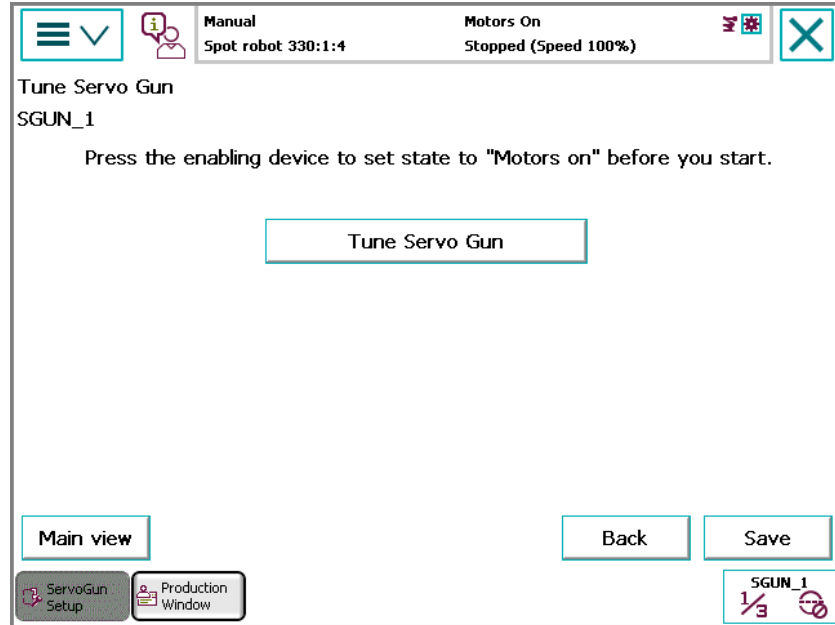 Manual
Motors On
Spot robot 330:1:4
Stopped (Speed 100%)
Tune Servo Gun
SGUN_1
Press the enabling device to set state to "Motors on" before you start.
Tune Servo Gun
Main view
Back
Save
ServoGun
Setup
Production
Window
SGUN_1
1/3